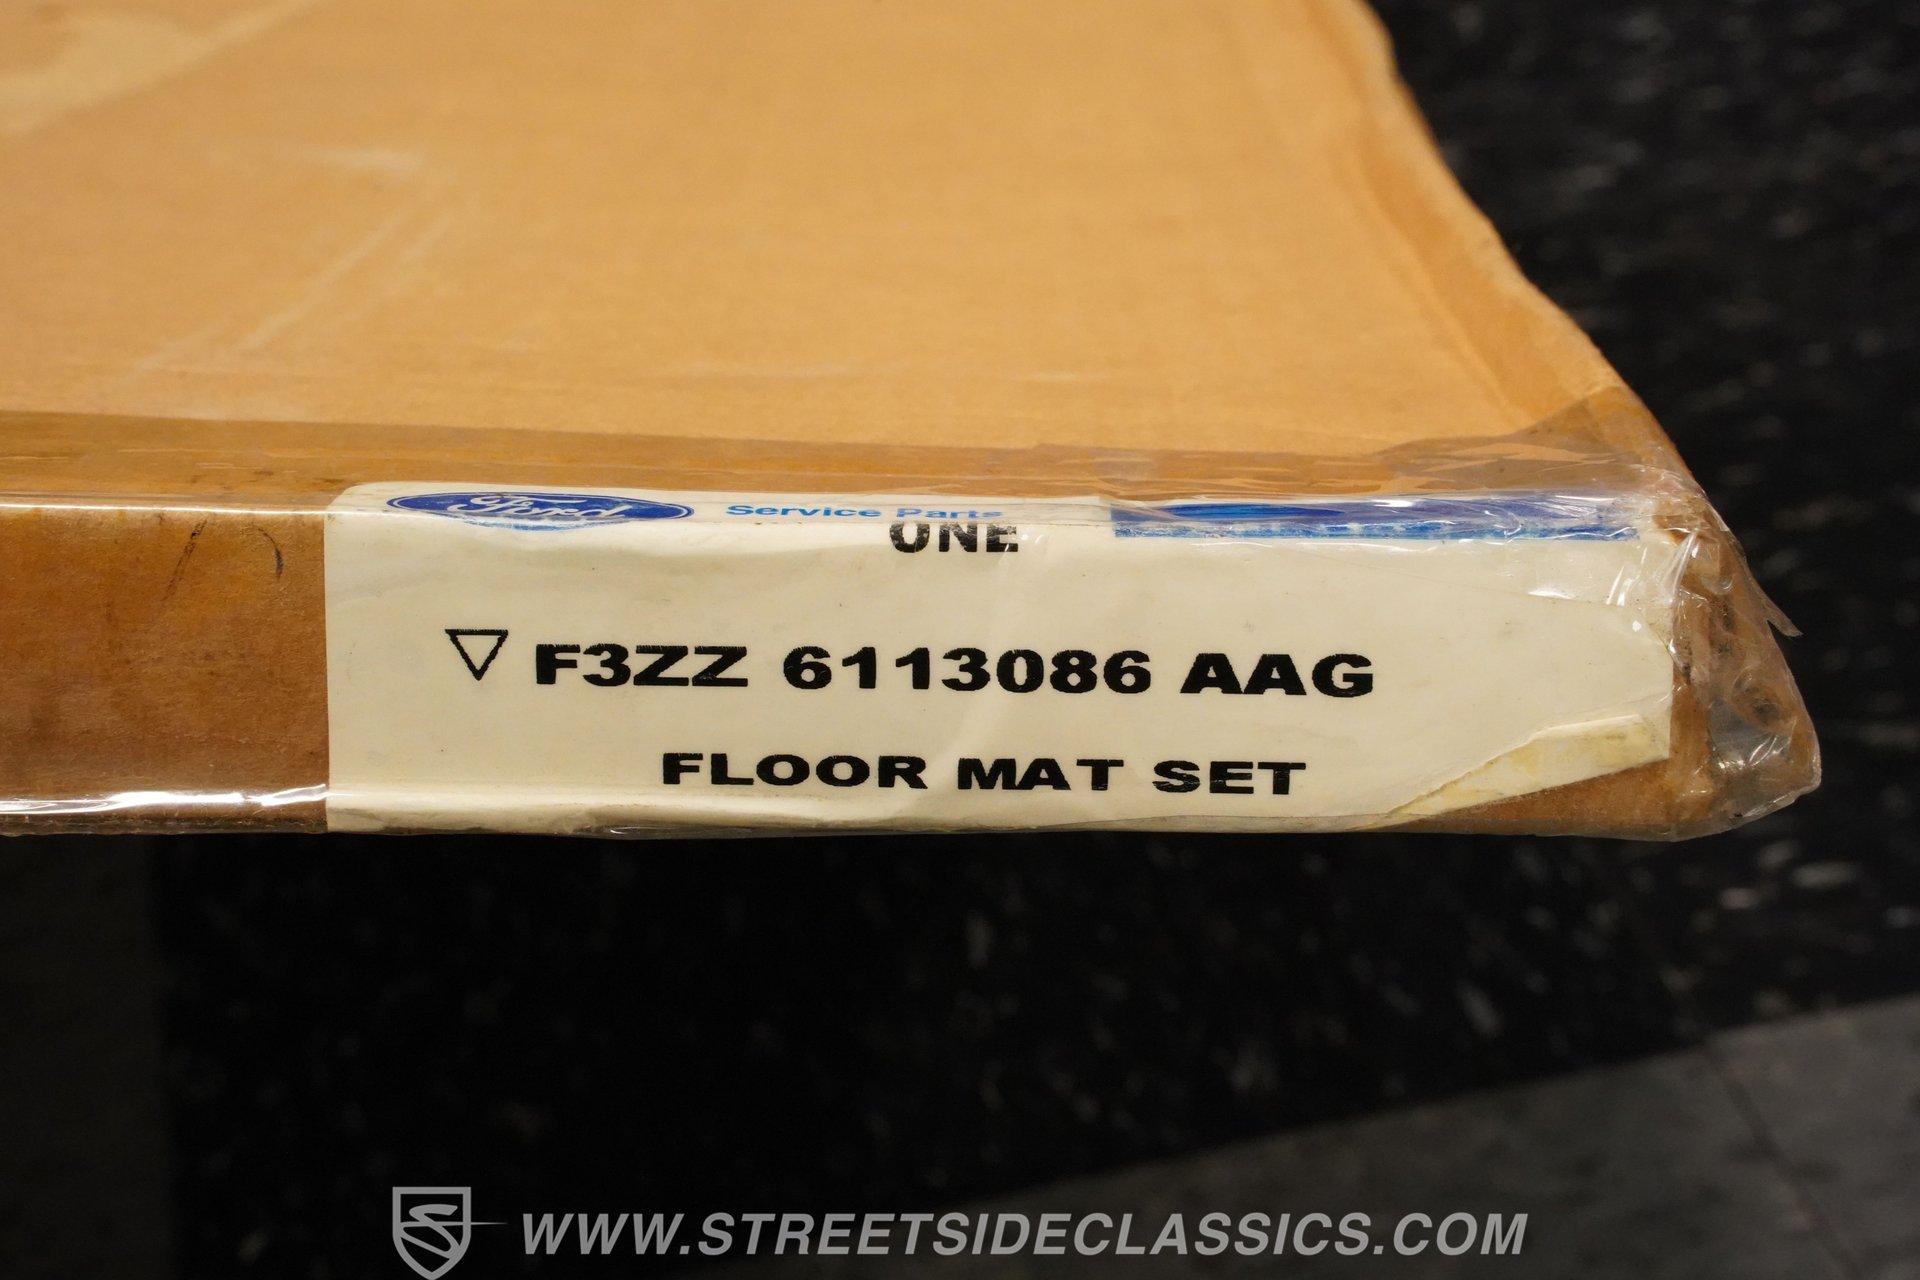 Ford Service Parts
ONE
F3ZZ 6113086 AAG
FLOOR MAT SET
WWW.STREETSIDECLASSICS.COM